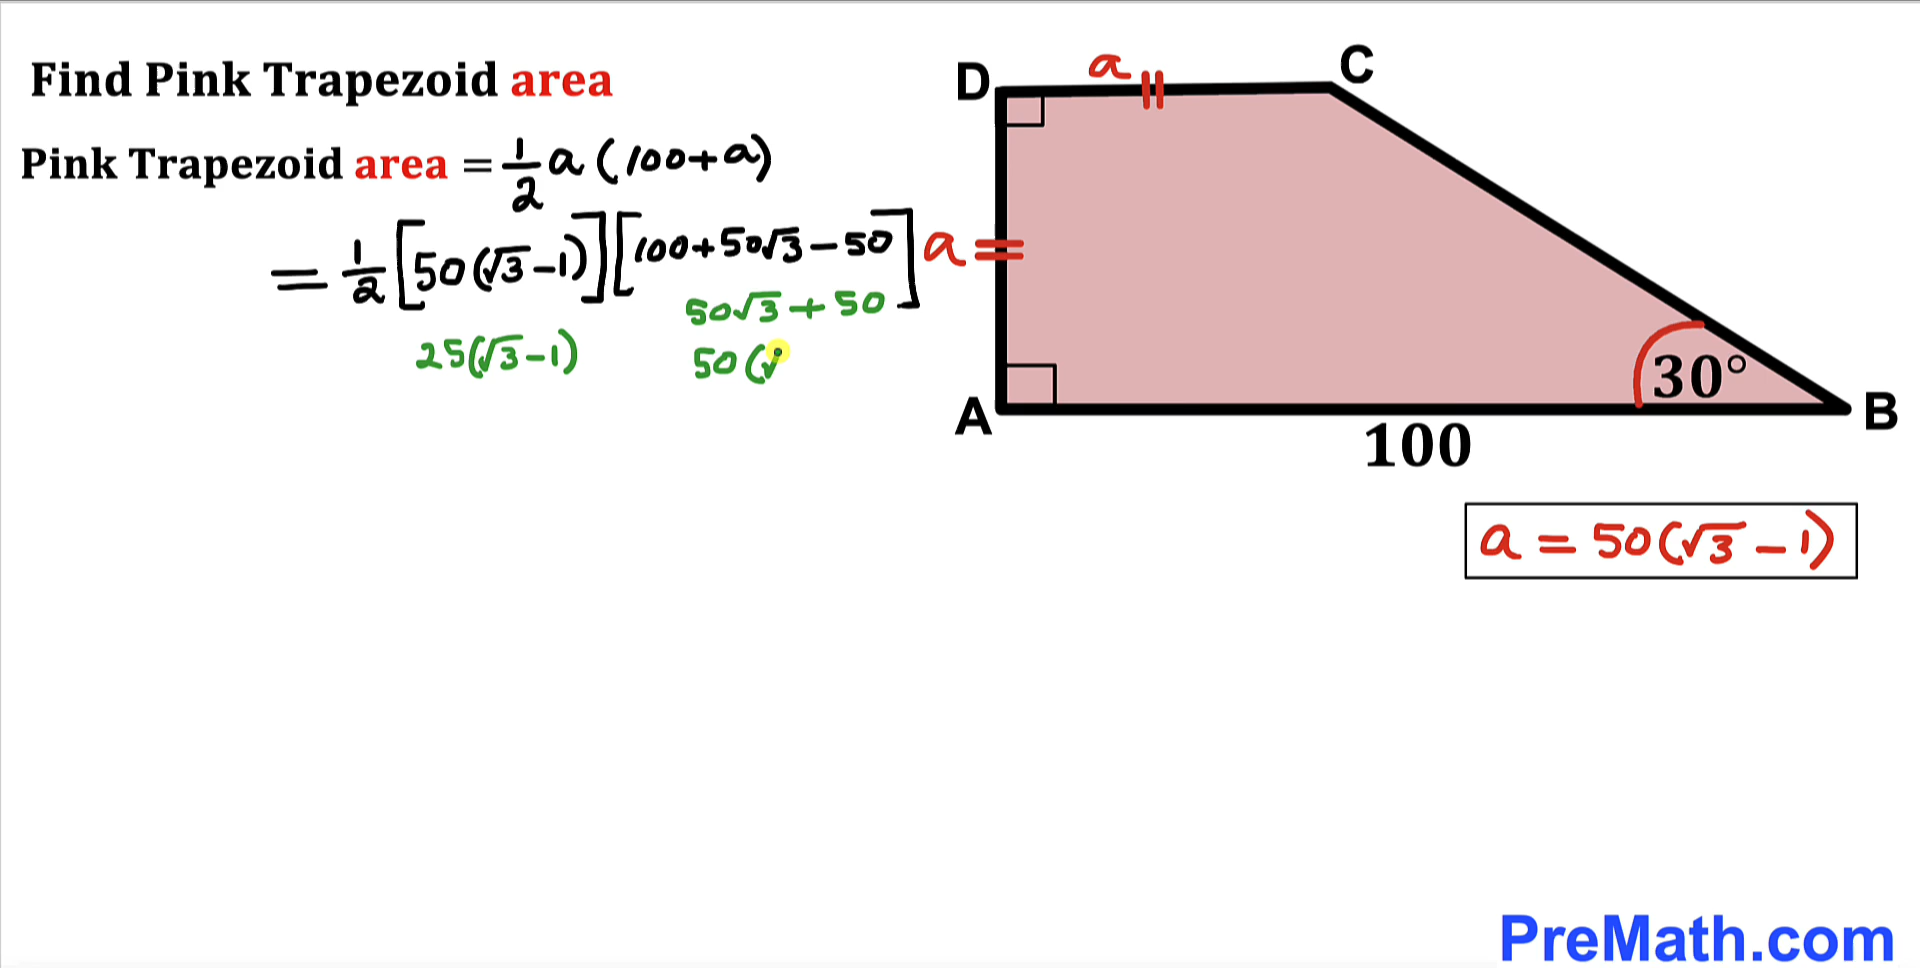 Find Pink Trapezoid area
Pink Trapezoid area = 1/2 a (100+a)
= 1/2 [50(√3-1)][100+50√3-50]
50√3+50
25(√3-1)
50(√
D
a
C
a
A
B
30°
100
a = 50(√3-1)
PreMath.com